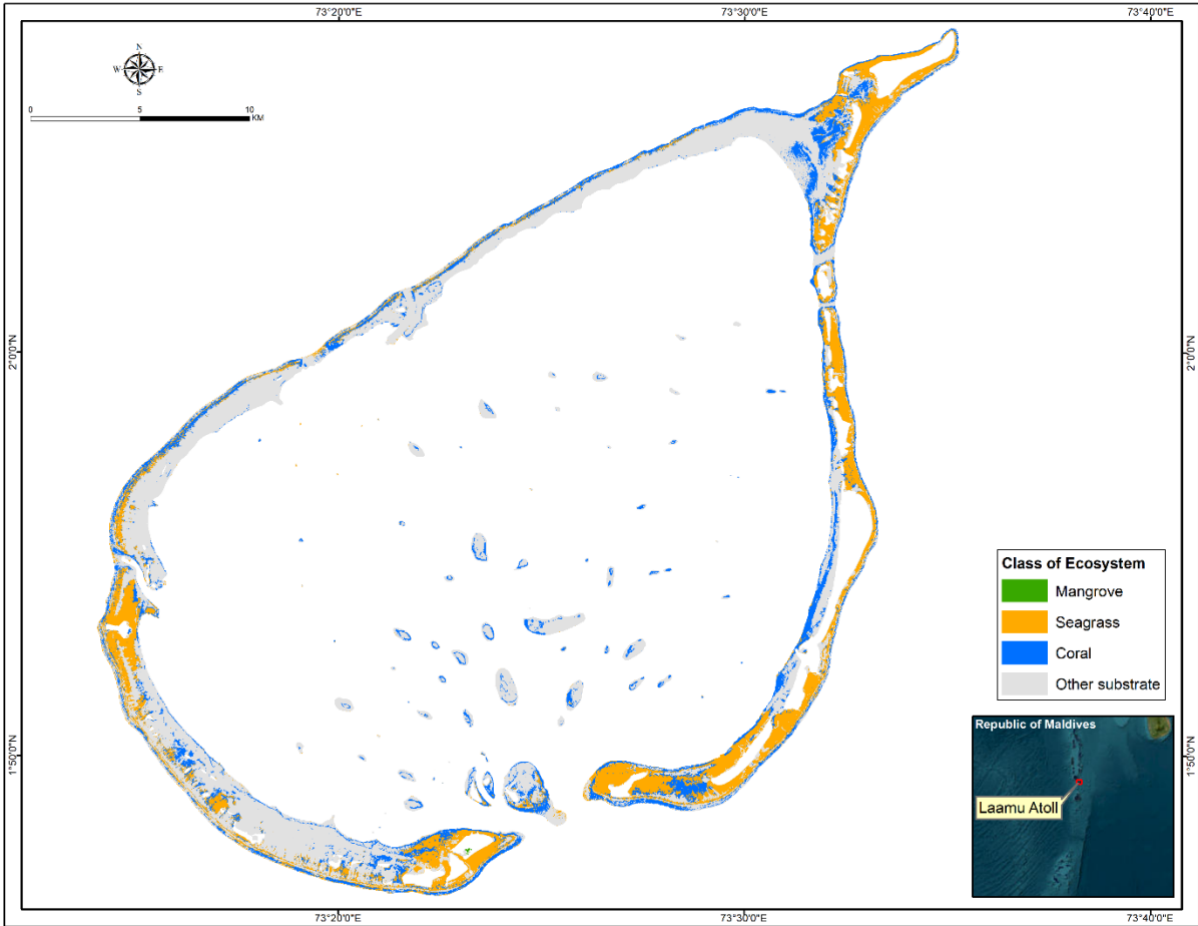 73°20'0"E 73°30'0"E 73°40'0"E
N
W E
S
0 5 10
KM
2°0'0"N 2°0'0"N
Class of Ecosystem
Mangrove
Seagrass
Coral
Other substrate
Republic of Maldives
1°50'0"N 1°50'0"N
Laamu Atoll
73°20'0"E 73°30'0"E 73°40'0"E